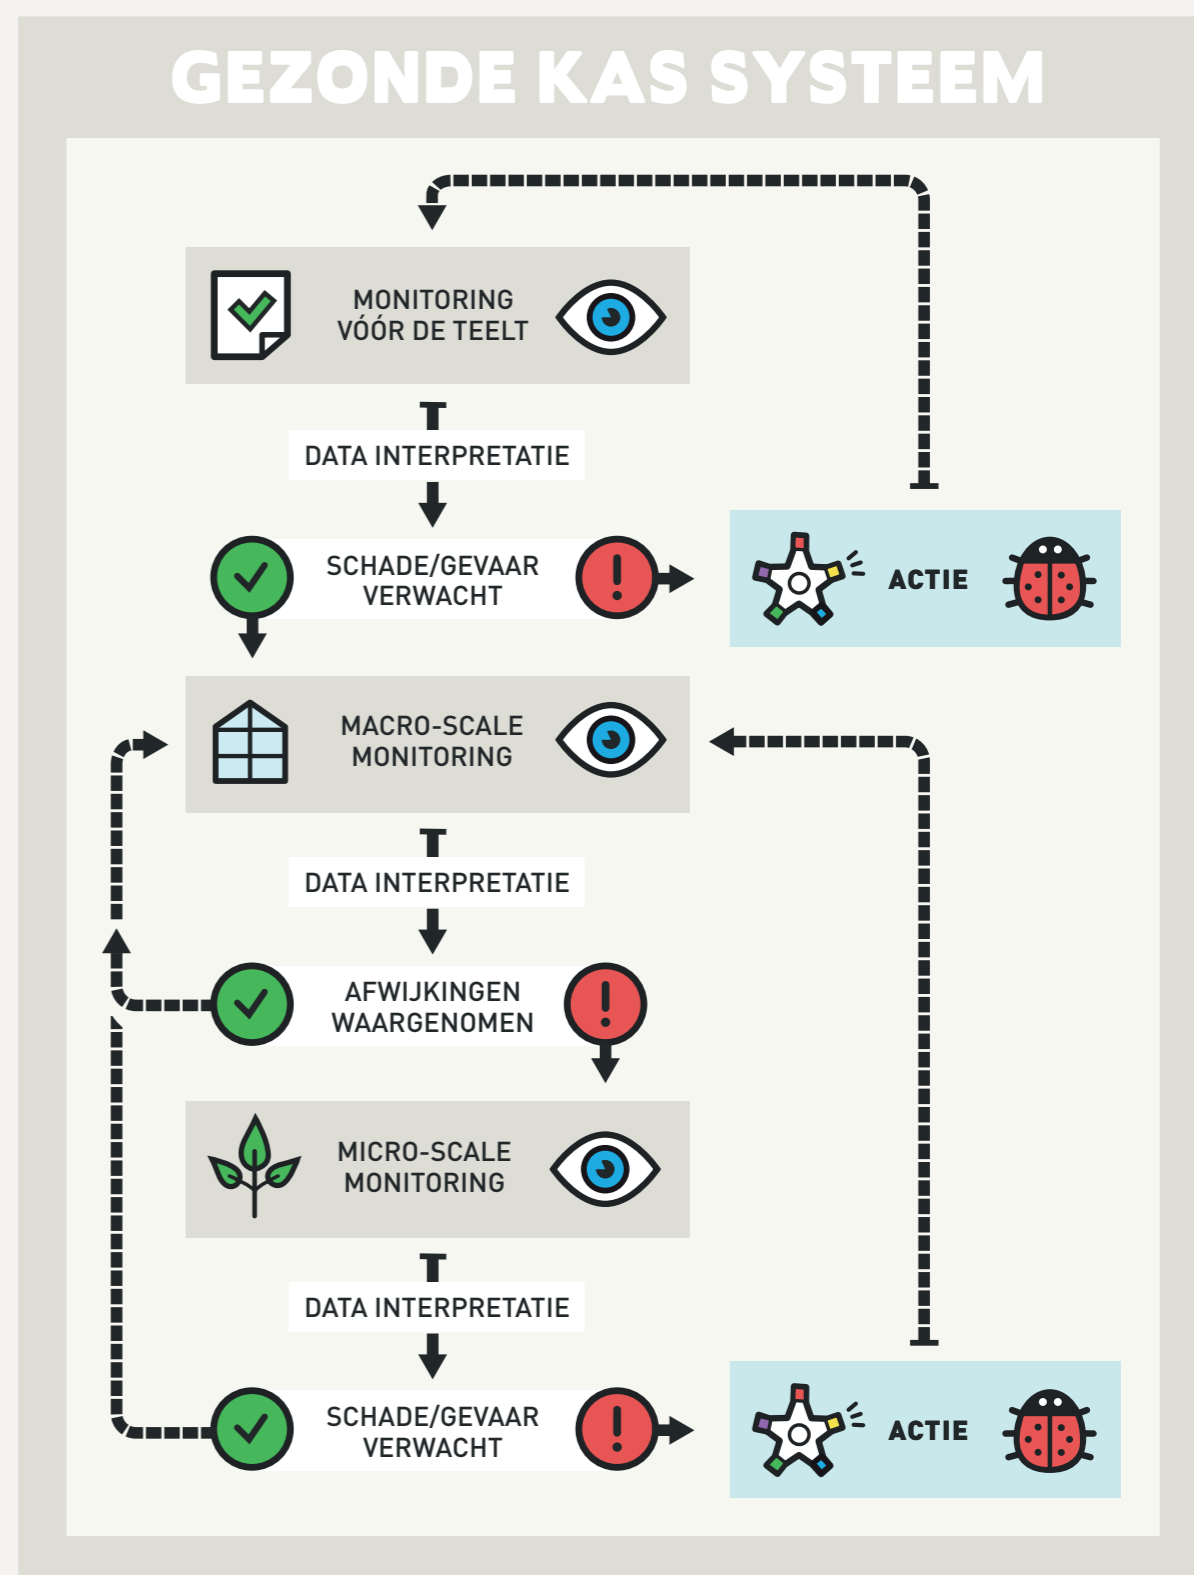 GEZONDE KAS SYSTEEM
MONITORING
VÓÓR DE TEELT
DATA INTERPRETATIE
SCHADE/GEVAAR
VERWACHT
ACTIE
MACRO-SCALE
MONITORING
DATA INTERPRETATIE
AFWIJKINGEN
WAARGENOMEN
MICRO-SCALE
MONITORING
DATA INTERPRETATIE
SCHADE/GEVAAR
VERWACHT
ACTIE